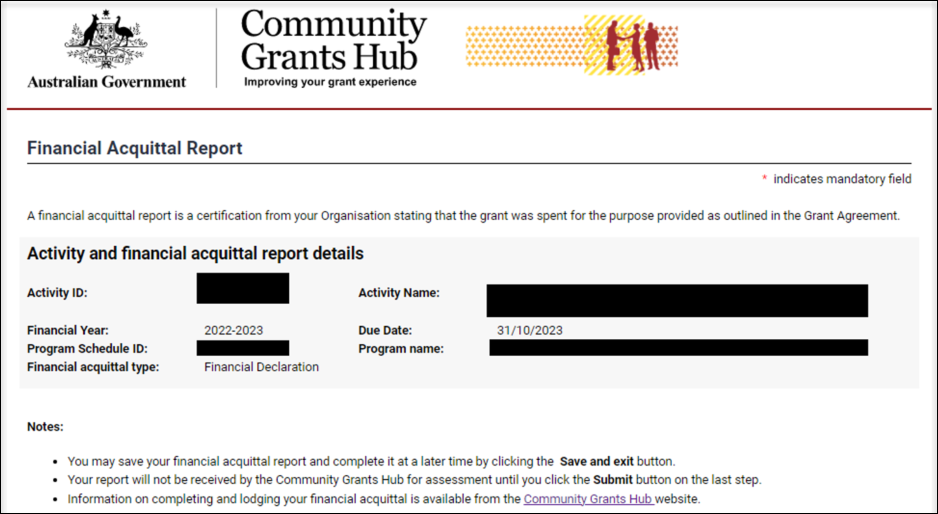 Australian Government
Community
Grants Hub
Improving your grant experience
Financial Acquittal Report
* indicates mandatory field
A financial acquittal report is a certification from your Organisation stating that the grant was spent for the purpose provided as outlined in the Grant Agreement.
Activity and financial acquittal report details
Activity ID: Activity Name:
Financial Year: 2022-2023 Due Date: 31/10/2023
Program Schedule ID: Program name:
Financial acquittal type: Financial Declaration
Notes:
• You may save your financial acquittal report and complete it at a later time by clicking the Save and exit button.
• Your report will not be received by the Community Grants Hub for assessment until you click the Submit button on the last step.
• Information on completing and lodging your financial acquittal is available from the Community Grants Hub website.